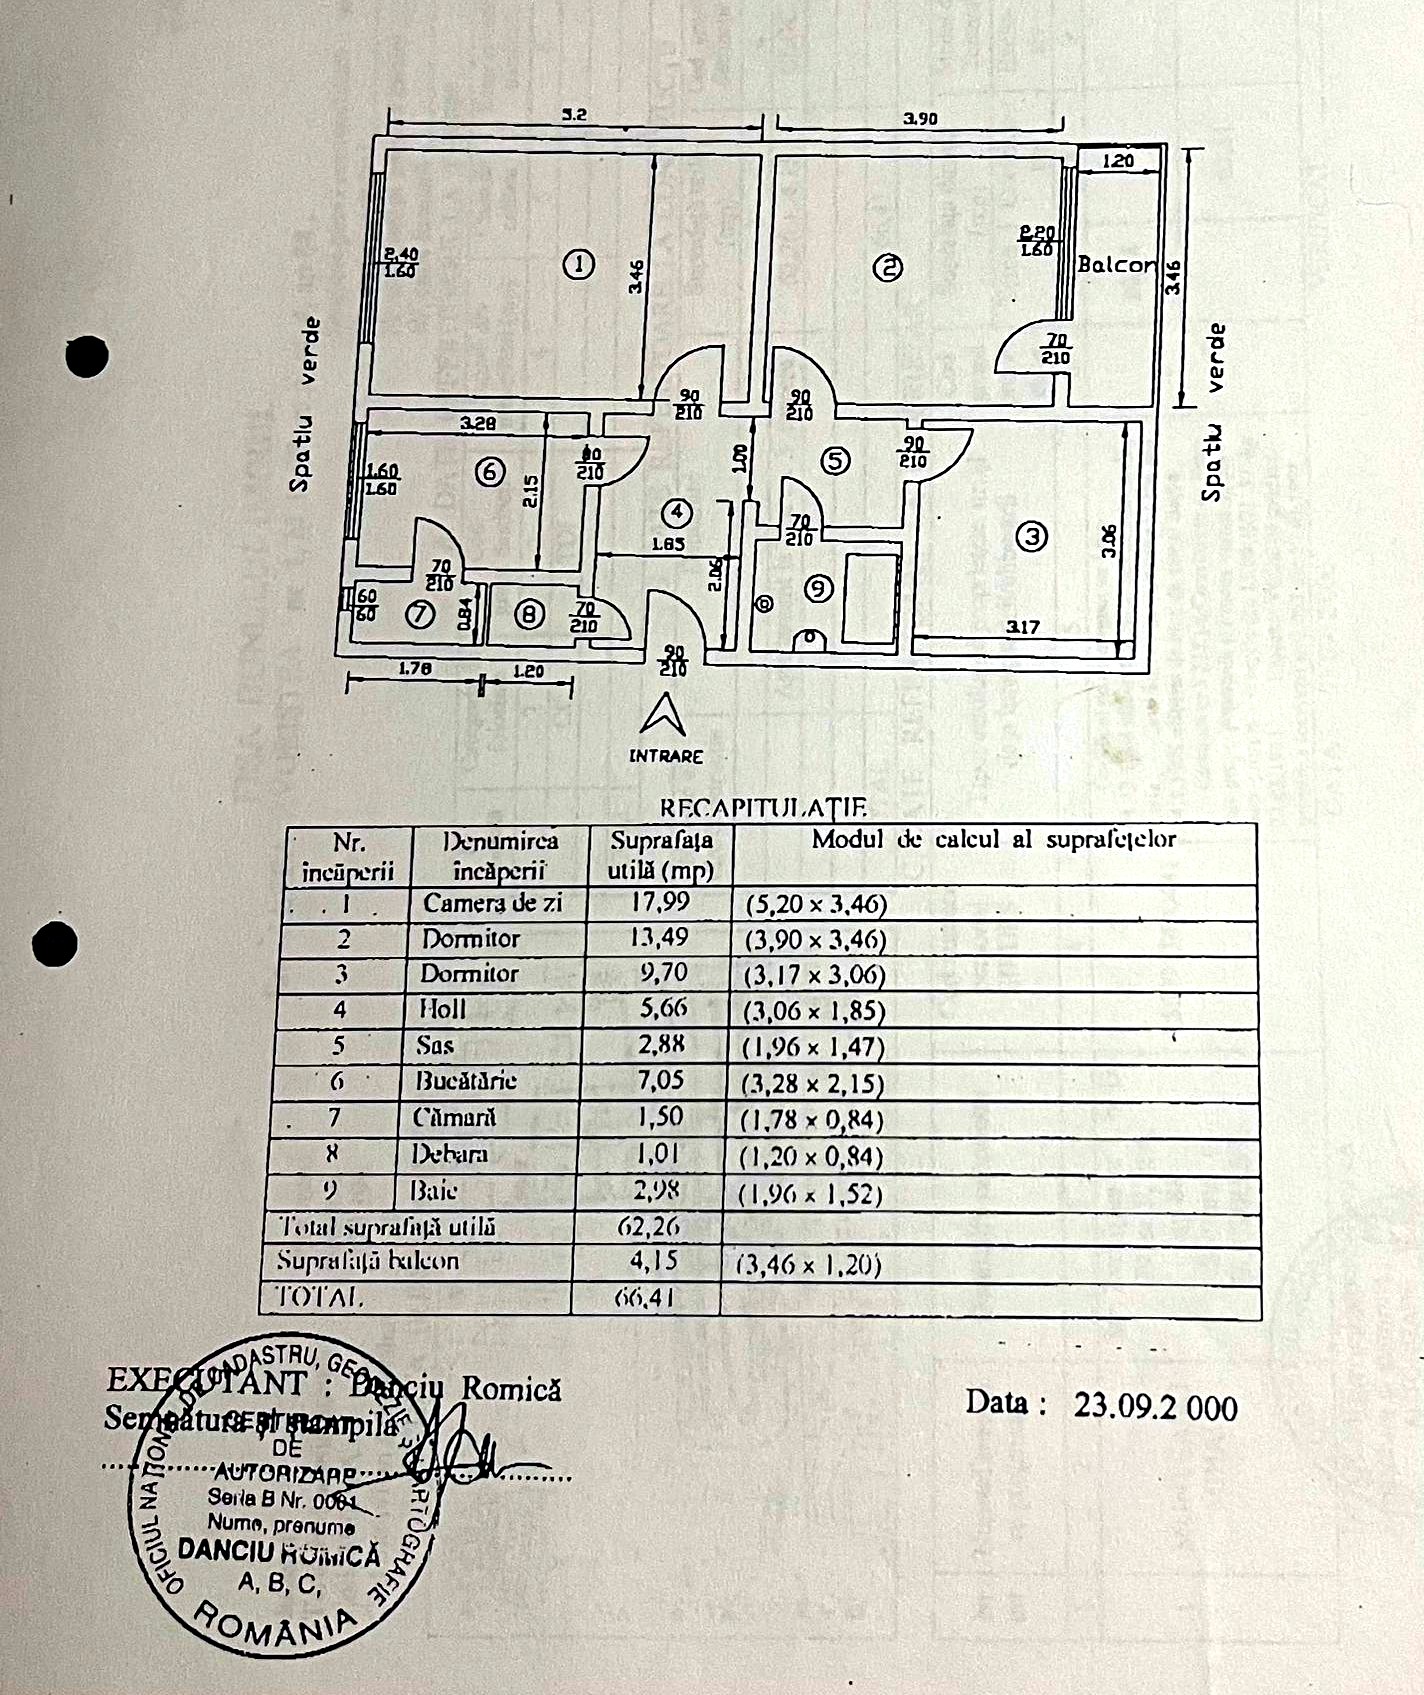 5.2
3.90
1.20
2,40
1.60
1
3.46
2
2,20
1.60
Balcon
3.46
Spatiu verde
Spatiu verde
70
210
90
210
90
210
3.28
80
210
1.00
5
90
210
1.60
1.60
6
2.15
4
1.85
2.06
70
210
3
3.06
70
210
9
60
60
7
0.84
8
70
210
3.17
1.78
1.20
90
210
INTRARE
RECAPITULAȚIE
Nr. încăperii Denumirea încăperii Suprafața utilă (mp) Modul de calcul al suprafețelor
1 Camera de zi 17,99 (5,20 × 3,46)
2 Dormitor 13,49 (3,90 × 3,46)
3 Dormitor 9,70 (3,17 × 3,06)
4 Holl 5,66 (3,06 × 1,85)
5 Sas 2,88 (1,96 × 1,47)
6 Bucătărie 7,05 (3,28 × 2,15)
7 Cămară 1,50 (1,78 × 0,84)
8 Debara 1,01 (1,20 × 0,84)
9 Baie 2,98 (1,96 × 1,52)
Total suprafață utilă 62,26
Suprafață balcon 4,15 (3,46 × 1,20)
TOTAL 66,41
EXECUTANT : Danciu Romică
Semnătura și ștampila
Data : 23.09.2 000
OFICIUL NAȚIONAL DE CADASTRU, GEODEZIE ȘI CARTOGRAFIE
CERTIFICAT
DE
AUTORIZARE
Seria B Nr. 0081
Nume, prenume
DANCIU ROMICĂ
A, B, C,
ROMÂNIA